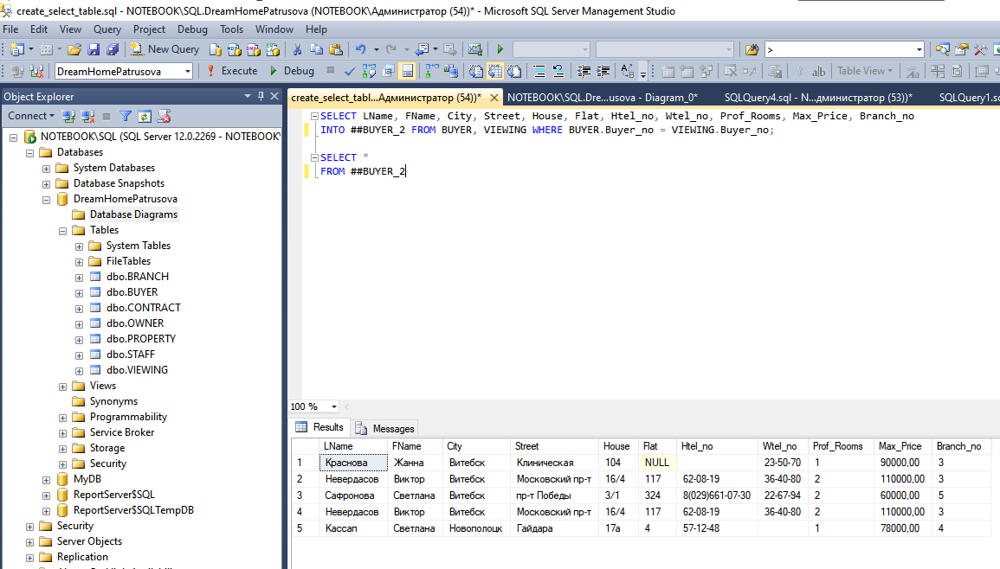 create_select_table.sql - NOTEBOOK\SQL.DreamHomePatrusova (NOTEBOOK\Администратор (54))* - Microsoft SQL Server Management Studio
File Edit View Query Project Debug Tools Window Help
New Query >
DreamHomePatrusova Execute Debug Table View
Object Explorer
create_select_tabl...Администратор (54))* NOTEBOOK\SQL.Dre...usova - Diagram_0* SQLQuery4.sql - N...дминистратор (53))* SQLQuery1.s
Connect
NOTEBOOK\SQL (SQL Server 12.0.2269 - NOTEBOOK\
Databases
System Databases
Database Snapshots
DreamHomePatrusova
Database Diagrams
Tables
System Tables
FileTables
dbo.BRANCH
dbo.BUYER
dbo.CONTRACT
dbo.OWNER
dbo.PROPERTY
dbo.STAFF
dbo.VIEWING
Views
Synonyms
Programmability
Service Broker
Storage
Security
MyDB
ReportServer$SQL
ReportServer$SQLTempDB
Security
Server Objects
Replication
SELECT LName, FName, City, Street, House, Flat, Htel_no, Wtel_no, Prof_Rooms, Max_Price, Branch_no
INTO ##BUYER_2 FROM BUYER, VIEWING WHERE BUYER.Buyer_no = VIEWING.Buyer_no;
SELECT *
FROM ##BUYER_2
100 %
Results Messages
LName FName City Street House Flat Htel_no Wtel_no Prof_Rooms Max_Price Branch_no
1 Краснова Жанна Витебск Клиническая 104 NULL 23-50-70 1 90000,00 3
2 Невердасов Виктор Витебск Московский пр-т 16/4 117 62-08-19 36-40-80 2 110000,00 3
3 Сафронова Светлана Витебск пр-т Победы 3/1 324 8(029)661-07-30 22-67-94 2 60000,00 5
4 Невердасов Виктор Витебск Московский пр-т 16/4 117 62-08-19 36-40-80 2 110000,00 3
5 Кассап Светлана Новополоцк Гайдара 17а 4 57-12-48 1 78000,00 4